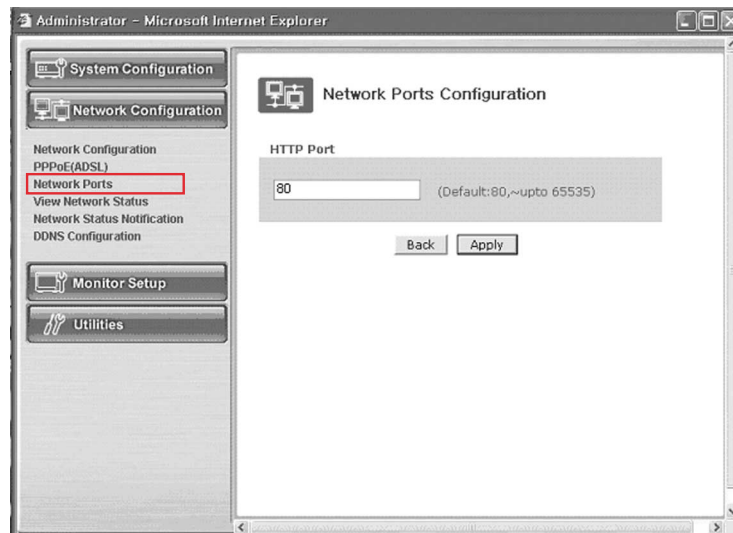 Administrator - Microsoft Internet Explorer
System Configuration
Network Configuration
Network Configuration
PPPoE(ADSL)
Network Ports
View Network Status
Network Status Notification
DDNS Configuration
Monitor Setup
Utilities
Network Ports Configuration
HTTP Port
80
(Default:80,~upto 65535)
Back
Apply